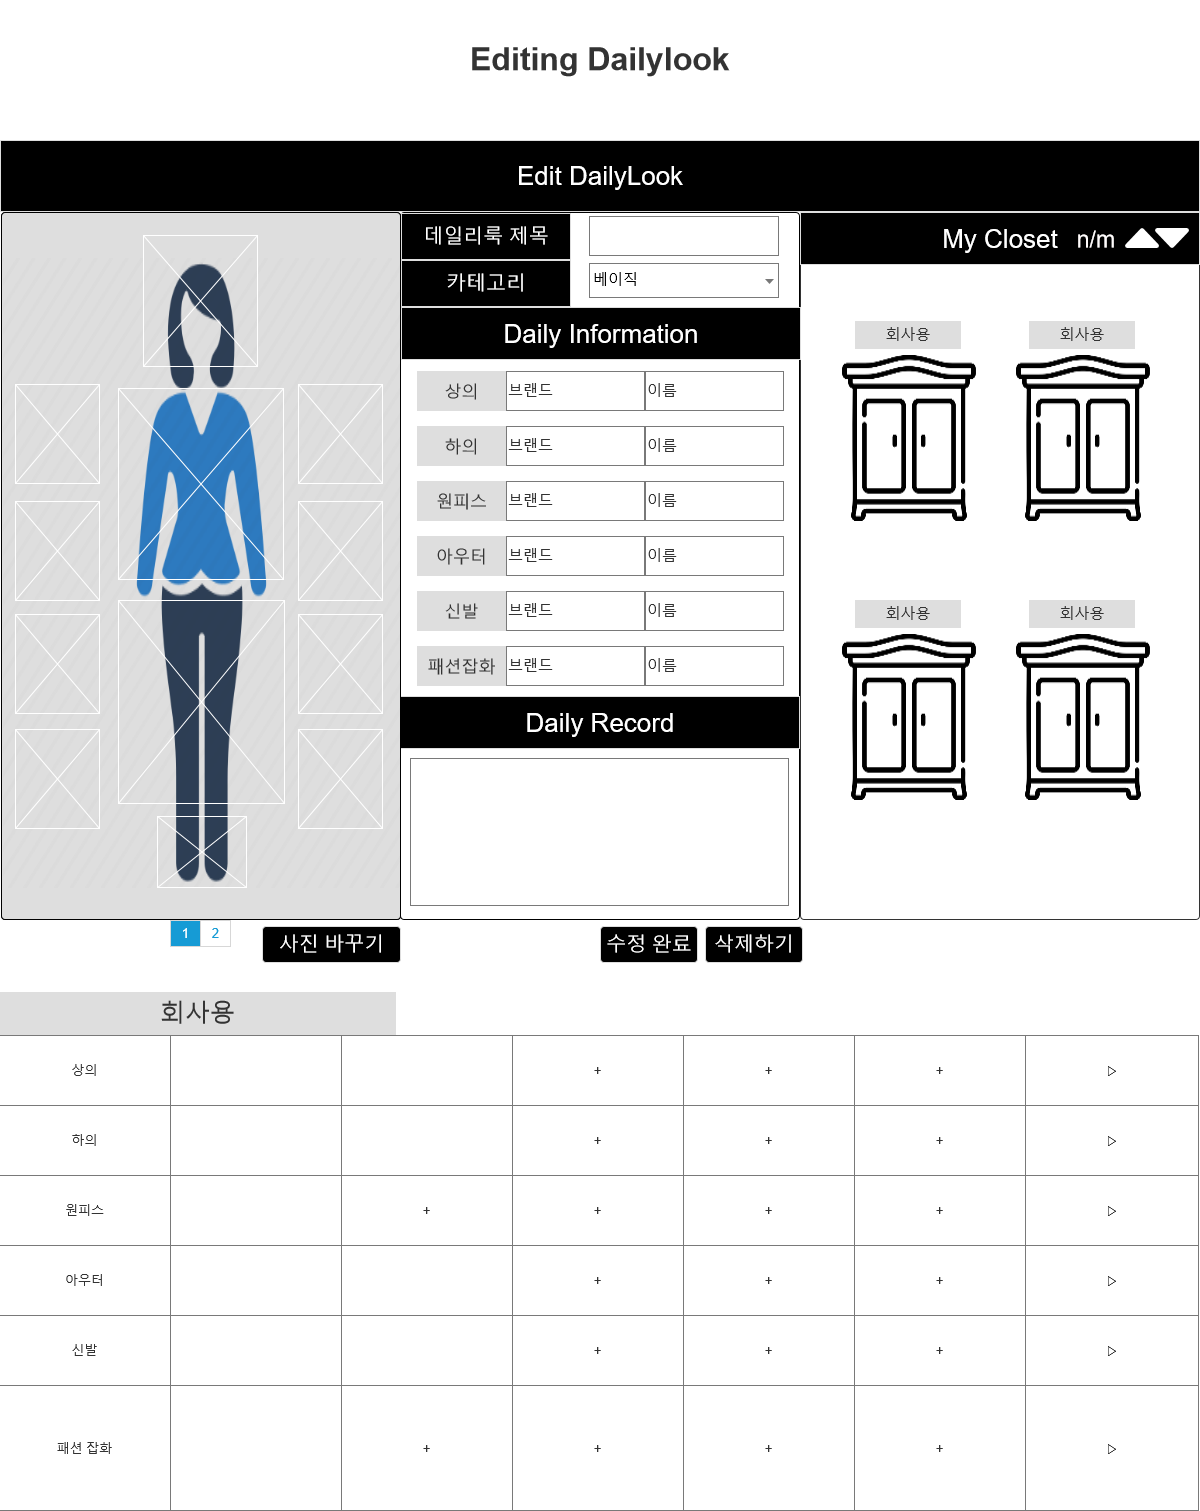 Editing Dailylook
Edit DailyLook
데일리룩 제목
카테고리
베이직
Daily Information
상의 브랜드 이름
하의 브랜드 이름
원피스 브랜드 이름
아우터 브랜드 이름
신발 브랜드 이름
패션잡화 브랜드 이름
Daily Record
My Closet n/m
회사용 회사용
회사용 회사용
1 2
사진 바꾸기
수정 완료
삭제하기
회사용
상의 + + + ▷
하의 + + + ▷
원피스 + + + + ▷
아우터 + + + ▷
신발 + + + ▷
패션 잡화 + + + + ▷